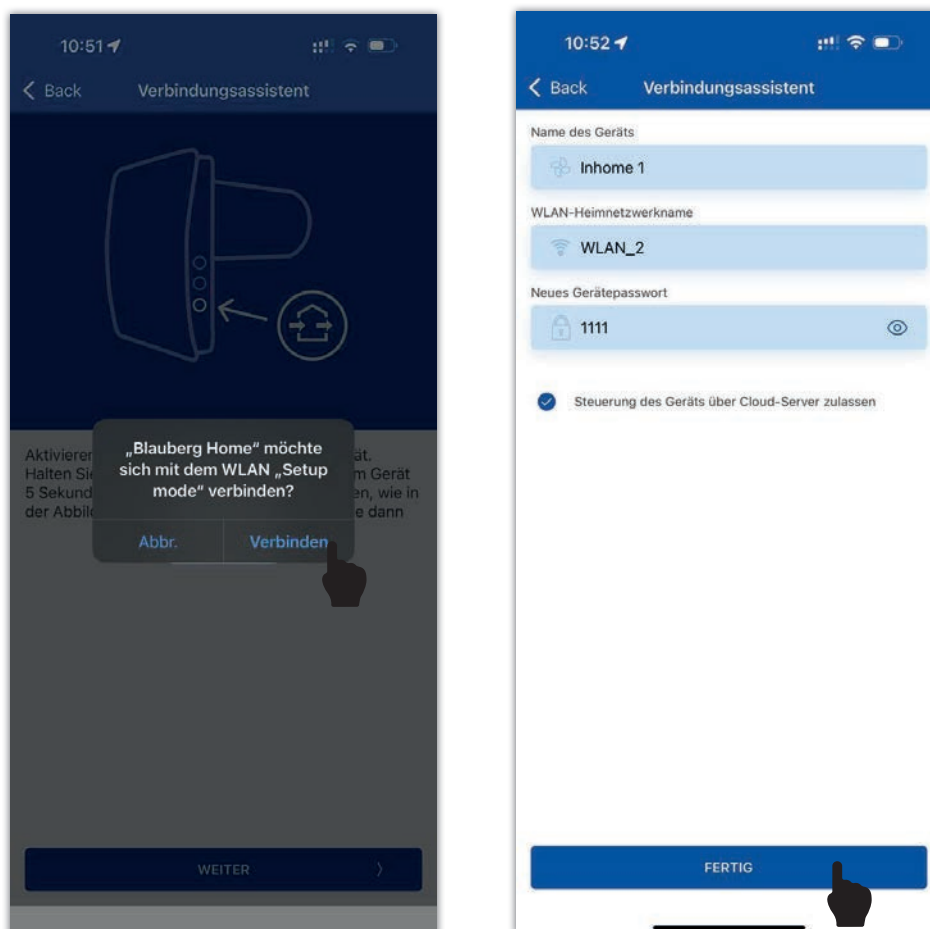 10:51
Back
Verbindungsassistent
Aktivieren
ät.
Halten Sie
m Gerät
5 Sekund
en, wie in
der Abbild
e dann
„Blauberg Home“ möchte
sich mit dem WLAN „Setup
mode“ verbinden?
Abbr.
Verbinden
WEITER
10:52
Back
Verbindungsassistent
Name des Geräts
Inhome 1
WLAN-Heimnetzwerkname
WLAN_2
Neues Gerätepasswort
1111
Steuerung des Geräts über Cloud-Server zulassen
FERTIG